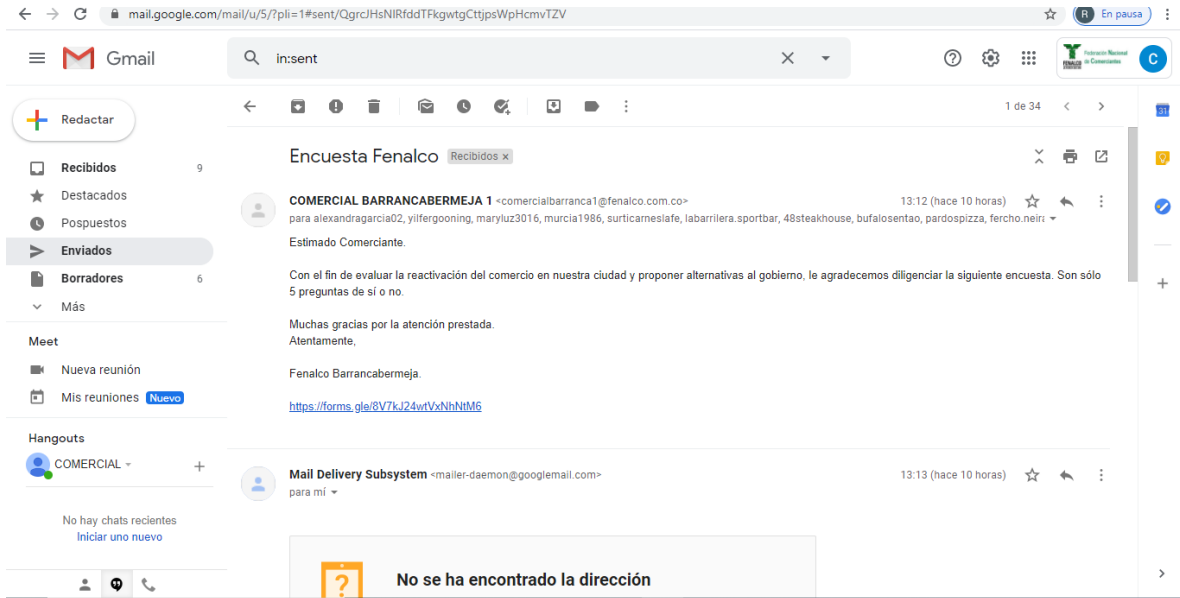 mail.google.com/mail/u/5/?pli=1#sent/QgrcJHsNIRfddTFkgwtgCttjpsWpHcmvTZV
R En pausa
Gmail
in:sent
FENALCO Federación Nacional
de Comerciantes
C
Redactar
1 de 34
31
Encuesta Fenalco Recibidos x
Recibidos 9
Destacados
Pospuestos
Enviados
Borradores 6
Más
COMERCIAL BARRANCABERMEJA 1 <comercialbarranca1@fenalco.com.co> 13:12 (hace 10 horas)
para alexandragarcia02, yilfergooning, maryluz3016, murcia1986, surticarneslafe, labarrilera.sportbar, 48steakhouse, bufalosentao, pardospizza, fercho.neira
Estimado Comerciante.
Con el fin de evaluar la reactivación del comercio en nuestra ciudad y proponer alternativas al gobierno, le agradecemos diligenciar la siguiente encuesta. Son sólo
5 preguntas de sí o no.
Muchas gracias por la atención prestada.
Atentamente,
Fenalco Barrancabermeja.
https://forms.gle/8V7kJ24wtVxNhNtM6
Meet
Nueva reunión
Mis reuniones Nuevo
Hangouts
COMERCIAL
No hay chats recientes
Iniciar uno nuevo
Mail Delivery Subsystem <mailer-daemon@googlemail.com> 13:13 (hace 10 horas)
para mí
No se ha encontrado la dirección